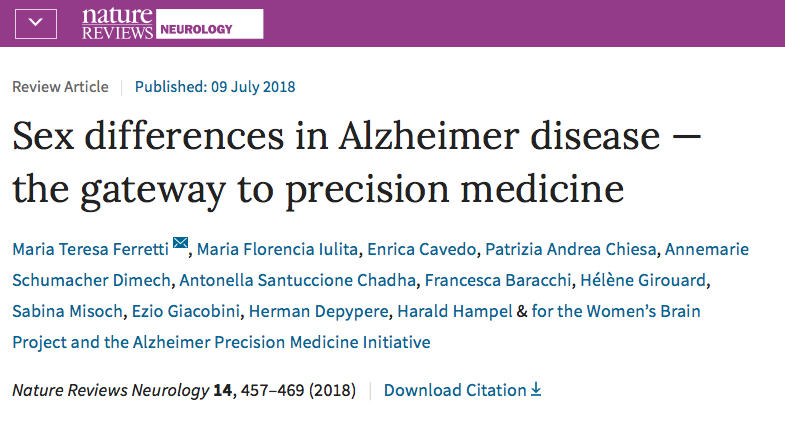 nature
REVIEWS NEUROLOGY
Review Article | Published: 09 July 2018
Sex differences in Alzheimer disease —
the gateway to precision medicine
Maria Teresa Ferretti, Maria Florencia Iulita, Enrica Cavedo, Patrizia Andrea Chiesa, Annemarie
Schumacher Dimech, Antonella Santuccione Chadha, Francesca Baracchi, Hélène Girouard,
Sabina Misoch, Ezio Giacobini, Herman Depypere, Harald Hampel & for the Women’s Brain
Project and the Alzheimer Precision Medicine Initiative
Nature Reviews Neurology 14, 457–469 (2018) | Download Citation